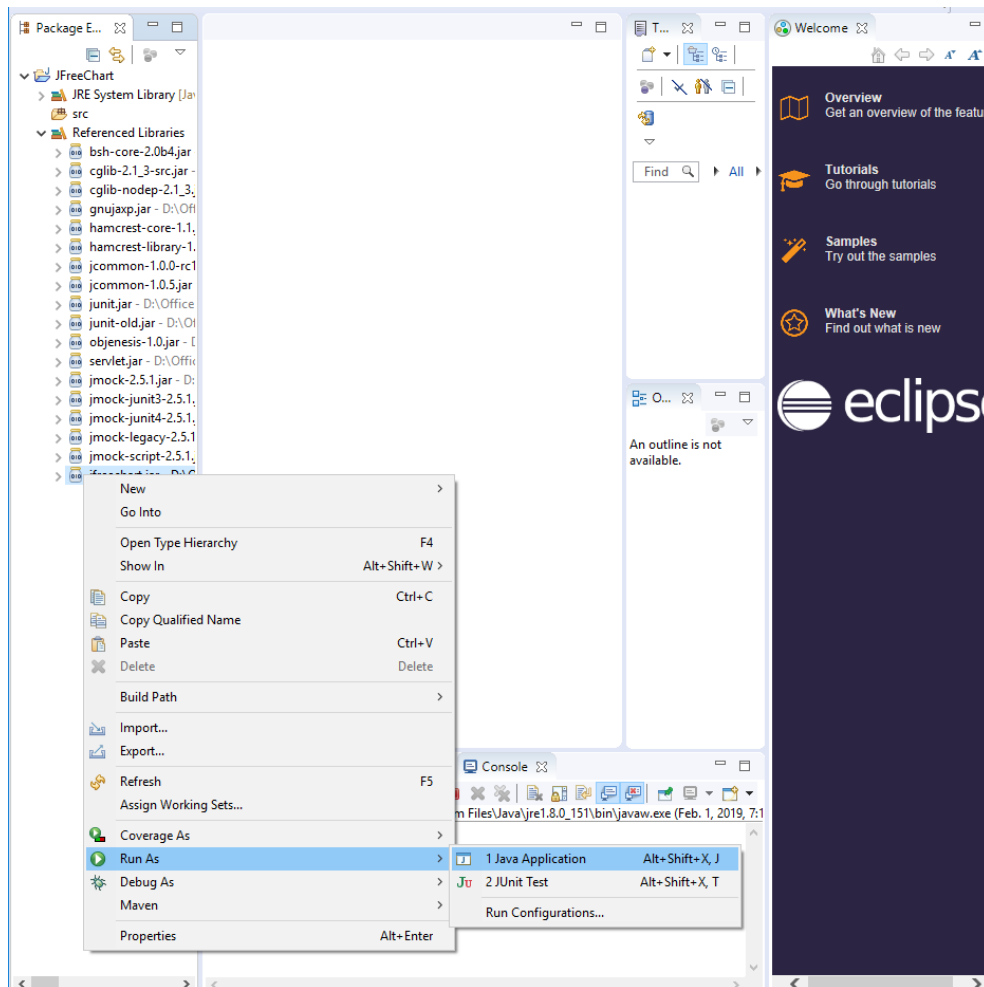 Package E...
JFreeChart
JRE System Library [Jav
src
Referenced Libraries
bsh-core-2.0b4.jar
cglib-2.1_3-src.jar -
cglib-nodep-2.1_3.
gnujaxp.jar - D:\Off
hamcrest-core-1.1.
hamcrest-library-1.
jcommon-1.0.0-rc1
jcommon-1.0.5.jar
junit.jar - D:\Office
junit-old.jar - D:\Of
objenesis-1.0.jar - D
servlet.jar - D:\Offic
jmock-2.5.1.jar - D:
jmock-junit3-2.5.1.
jmock-junit4-2.5.1.
jmock-legacy-2.5.1
jmock-script-2.5.1.
New
Go Into
Open Type Hierarchy F4
Show In Alt+Shift+W >
Copy Ctrl+C
Copy Qualified Name
Paste Ctrl+V
Delete Delete
Build Path
Import...
Export...
Refresh F5
Assign Working Sets...
Coverage As
Run As
Debug As
Maven
Properties Alt+Enter
1 Java Application Alt+Shift+X, J
2 JUnit Test Alt+Shift+X, T
Run Configurations...
T...
Find
All
O...
An outline is not
available.
Console
m Files\Java\jre1.8.0_151\bin\javaw.exe (Feb. 1, 2019, 7:1
Welcome
Overview
Get an overview of the featu
Tutorials
Go through tutorials
Samples
Try out the samples
What's New
Find out what is new
eclipse